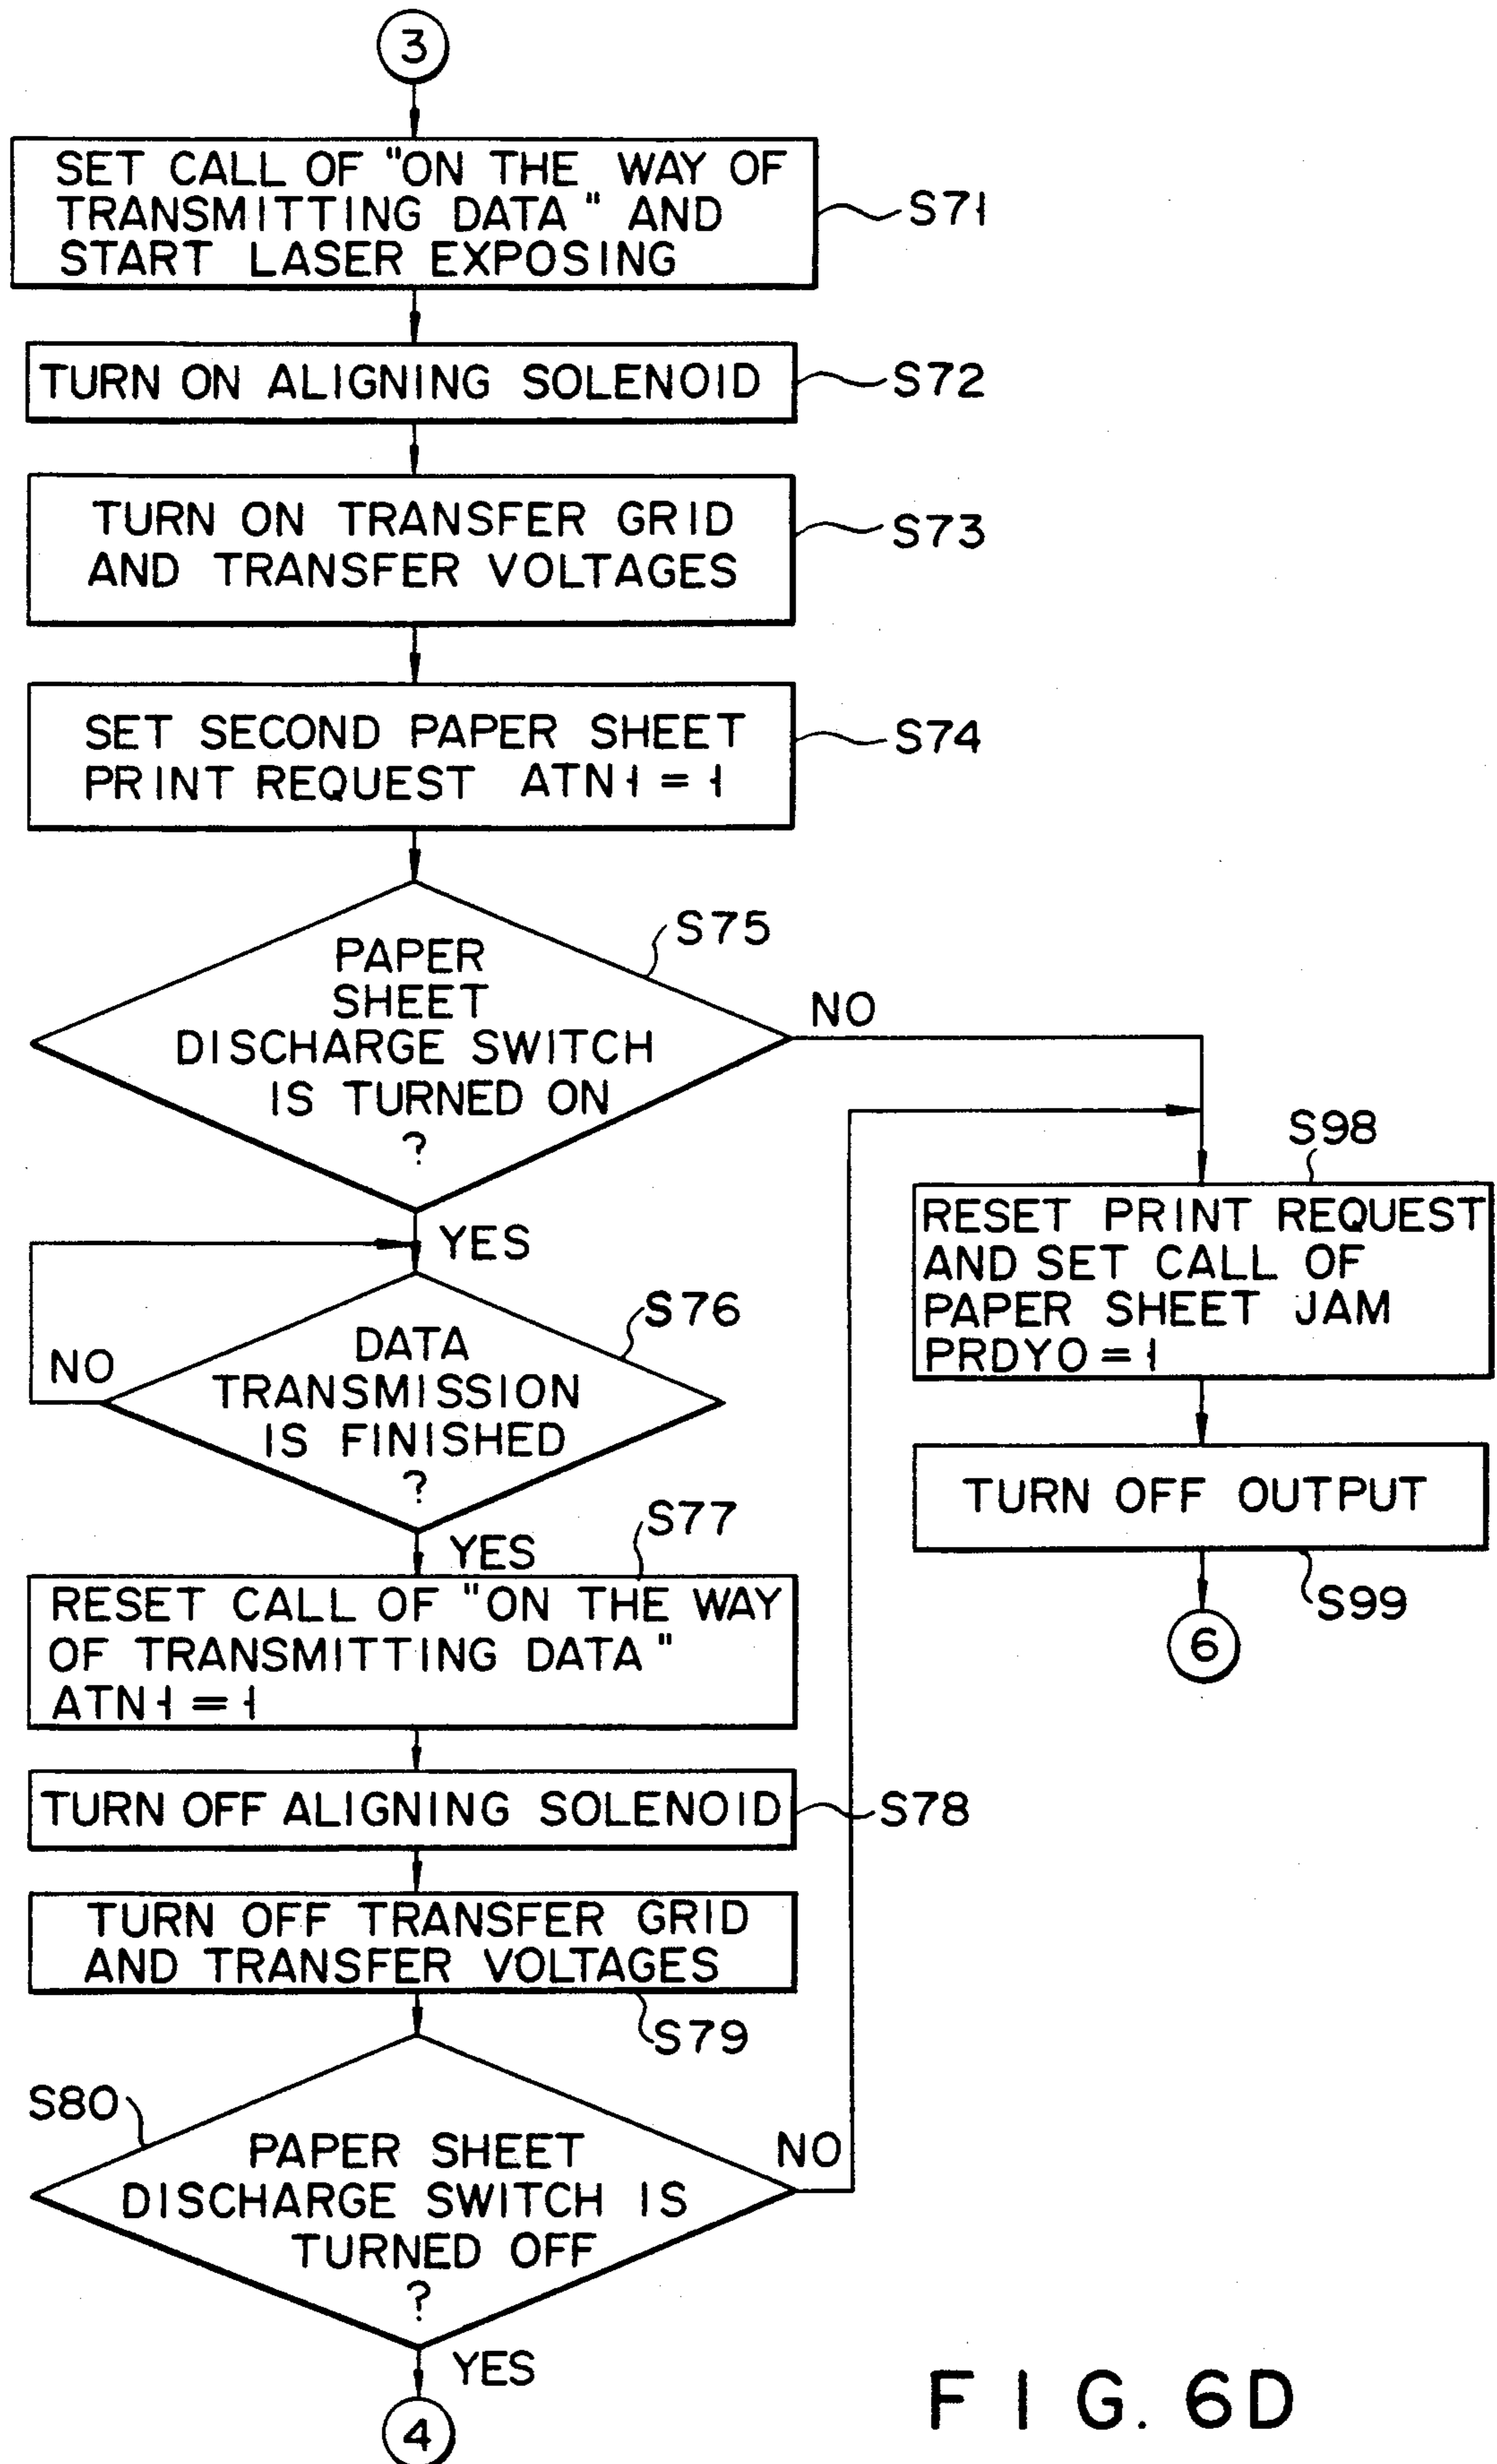 3
SET CALL OF "ON THE WAY OF
TRANSMITTING DATA" AND
START LASER EXPOSING
S71
TURN ON ALIGNING SOLENOID
S72
TURN ON TRANSFER GRID
AND TRANSFER VOLTAGES
S73
SET SECOND PAPER SHEET
PRINT REQUEST ATN1 = 1
S74
PAPER
SHEET
DISCHARGE SWITCH
IS TURNED ON
?
S75
NO
YES
DATA
TRANSMISSION
IS FINISHED
?
S76
NO
YES
S77
RESET CALL OF "ON THE WAY
OF TRANSMITTING DATA"
ATN1 = 1
TURN OFF ALIGNING SOLENOID
S78
TURN OFF TRANSFER GRID
AND TRANSFER VOLTAGES
S79
S80
PAPER SHEET
DISCHARGE SWITCH IS
TURNED OFF
?
NO
YES
4
S98
RESET PRINT REQUEST
AND SET CALL OF
PAPER SHEET JAM
PRDYO = 1
TURN OFF OUTPUT
S99
6
FIG. 6D